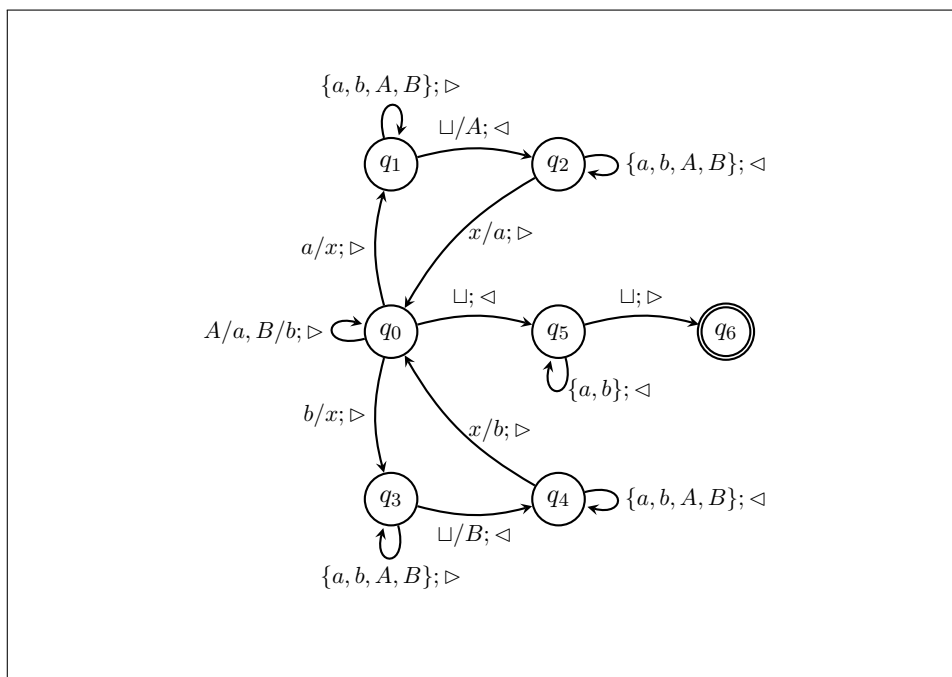 {a, b, A, B}; ▷
⊔/A; ◁
q₁
q₂
{a, b, A, B}; ◁
a/x; ▷
x/a; ▷
⊔; ◁
⊔; ▷
A/a, B/b; ▷
q₀
q₅
q₆
{a, b}; ◁
b/x; ▷
x/b; ▷
q₃
q₄
{a, b, A, B}; ◁
⊔/B; ◁
{a, b, A, B}; ▷